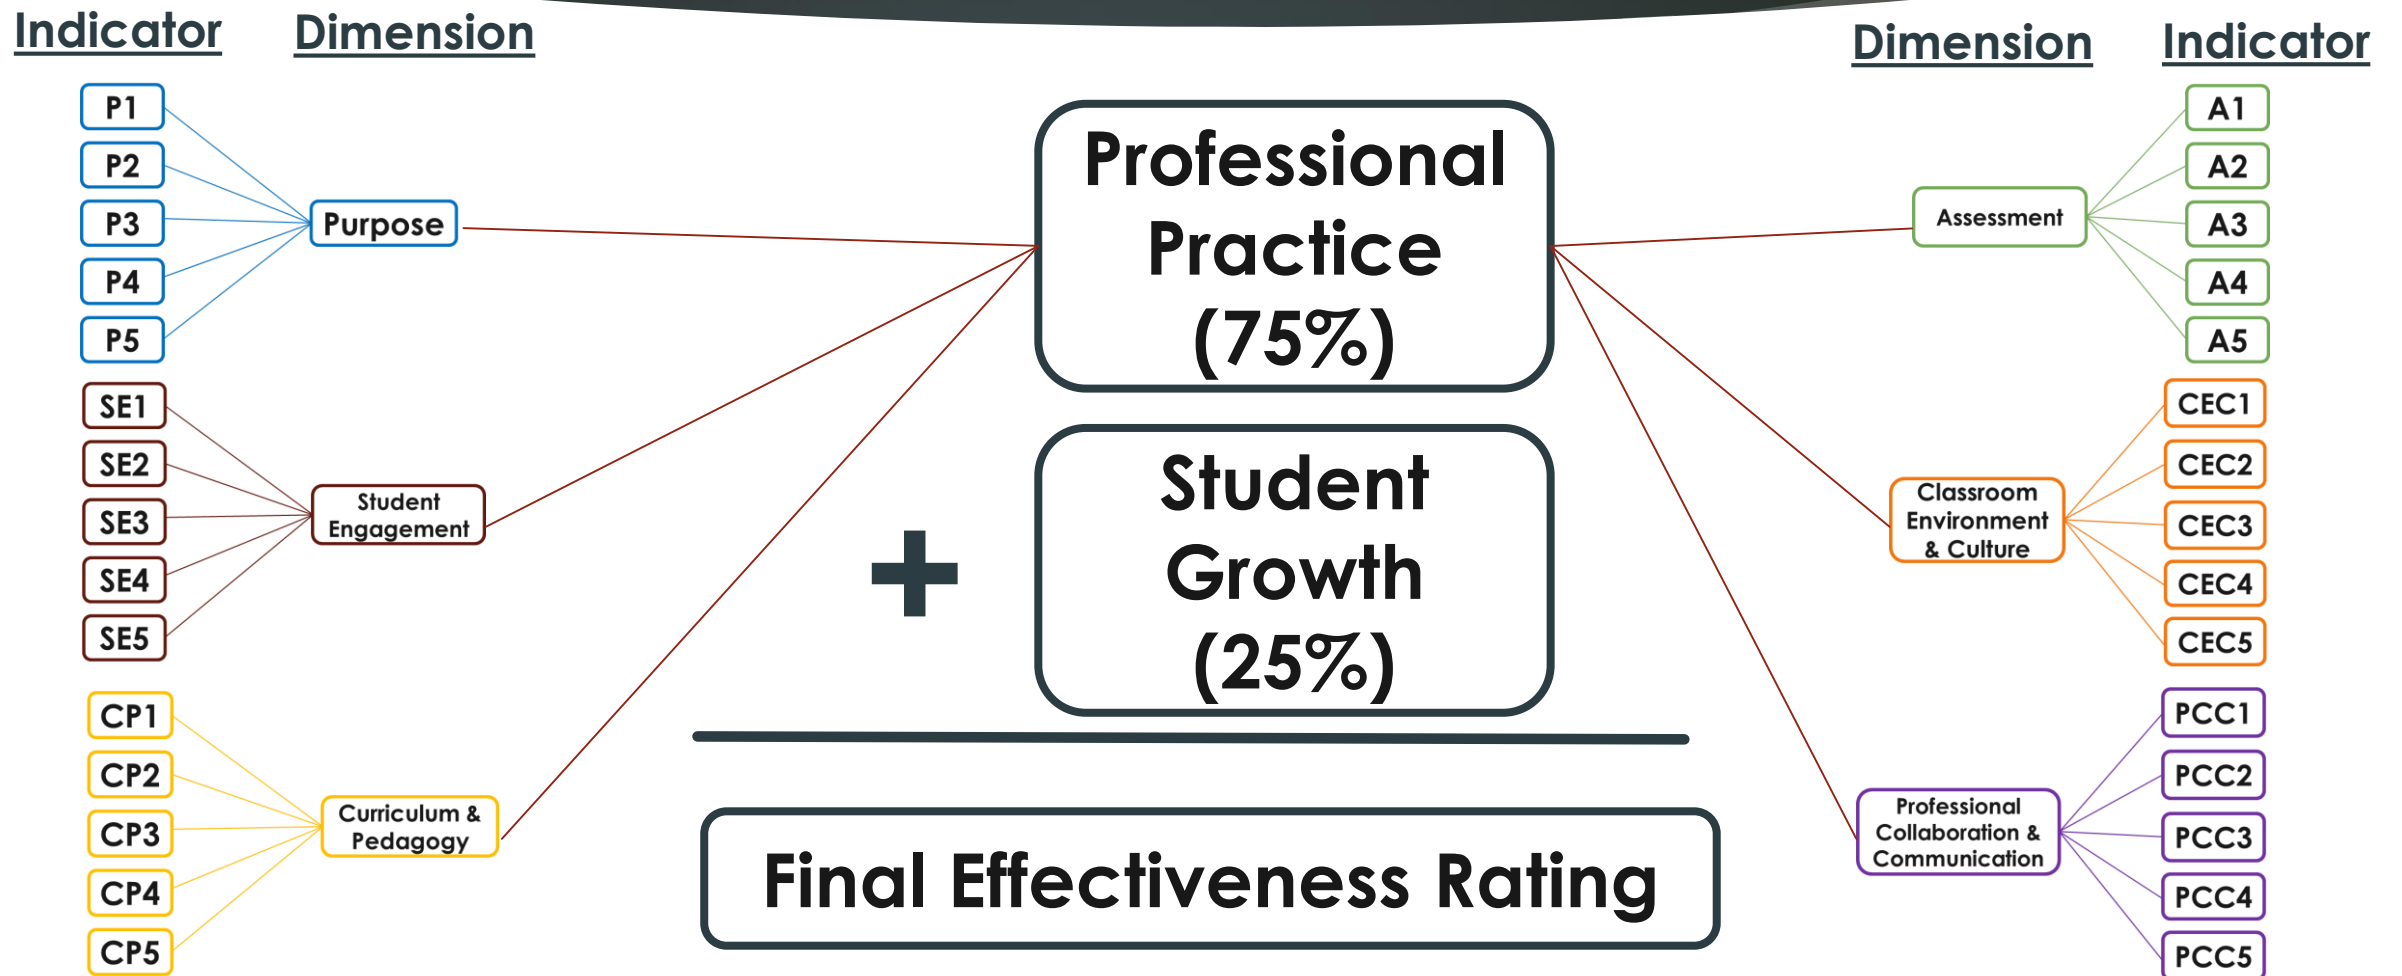 Indicator
Dimension
P1
P2
P3
P4
P5
Purpose
SE1
SE2
SE3
SE4
SE5
Student
Engagement
CP1
CP2
CP3
CP4
CP5
Curriculum &
Pedagogy
Professional
Practice
(75%)
+
Student
Growth
(25%)
Final Effectiveness Rating
Dimension
Indicator
Assessment
A1
A2
A3
A4
A5
Classroom
Environment
& Culture
CEC1
CEC2
CEC3
CEC4
CEC5
Professional
Collaboration &
Communication
PCC1
PCC2
PCC3
PCC4
PCC5